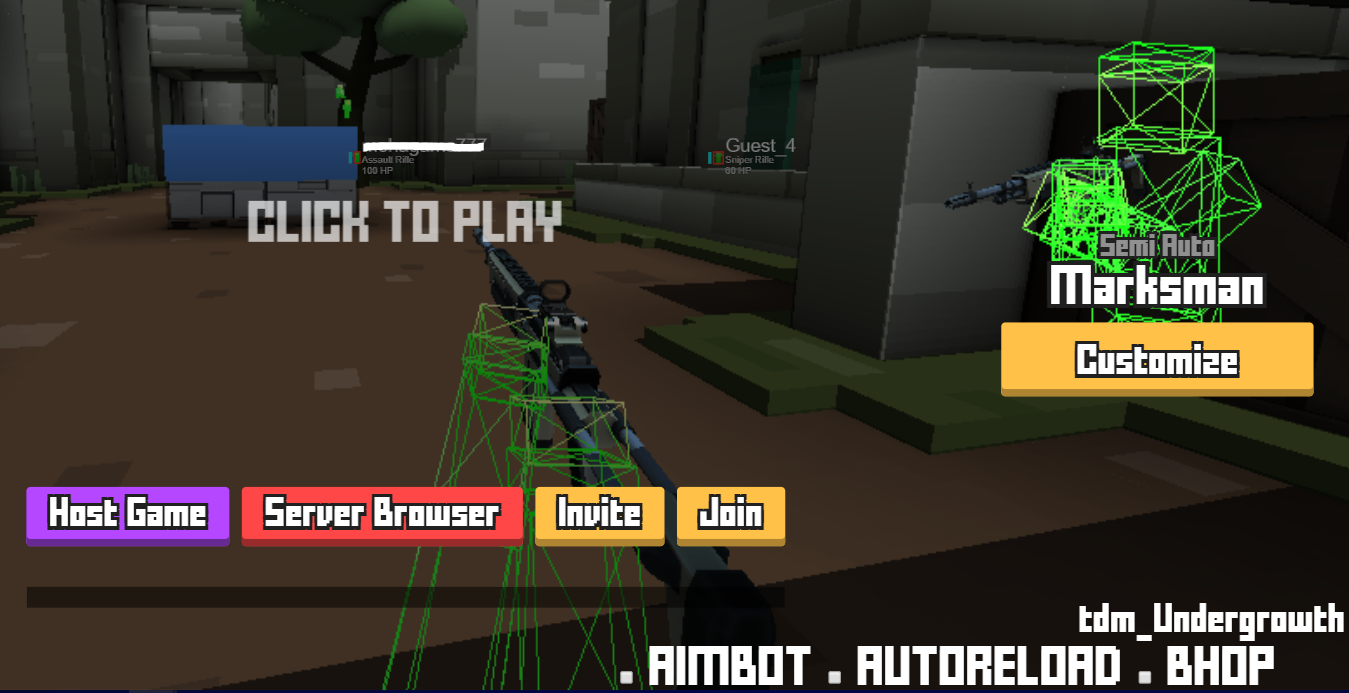 Assault Rifle
100 HP
Guest_4
Sniper Rifle
60 HP
CLICK TO PLAY
Semi Auto
Marksman
Customize
Host Game
Server Browser
Invite
Join
tdm_Undergrowth
. AIMBOT . AUTORELOAD . BHOP